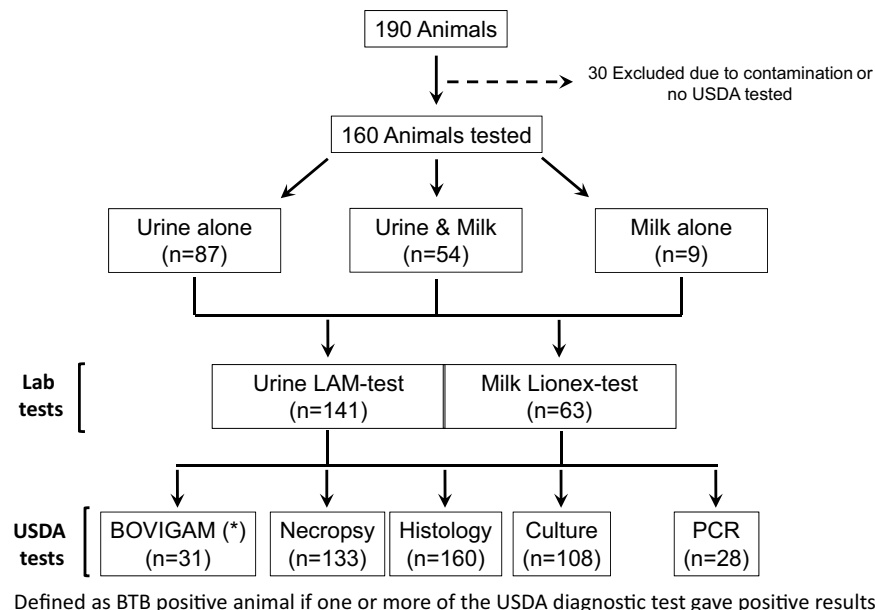 190 Animals
30 Excluded due to contamination or
no USDA tested
160 Animals tested
Urine alone
(n=87)
Urine & Milk
(n=54)
Milk alone
(n=9)
Lab
tests
Urine LAM-test
(n=141)
Milk Lionex-test
(n=63)
USDA
tests
BOVIGAM (*)
(n=31)
Necropsy
(n=133)
Histology
(n=160)
Culture
(n=108)
PCR
(n=28)
Defined as BTB positive animal if one or more of the USDA diagnostic test gave positive results